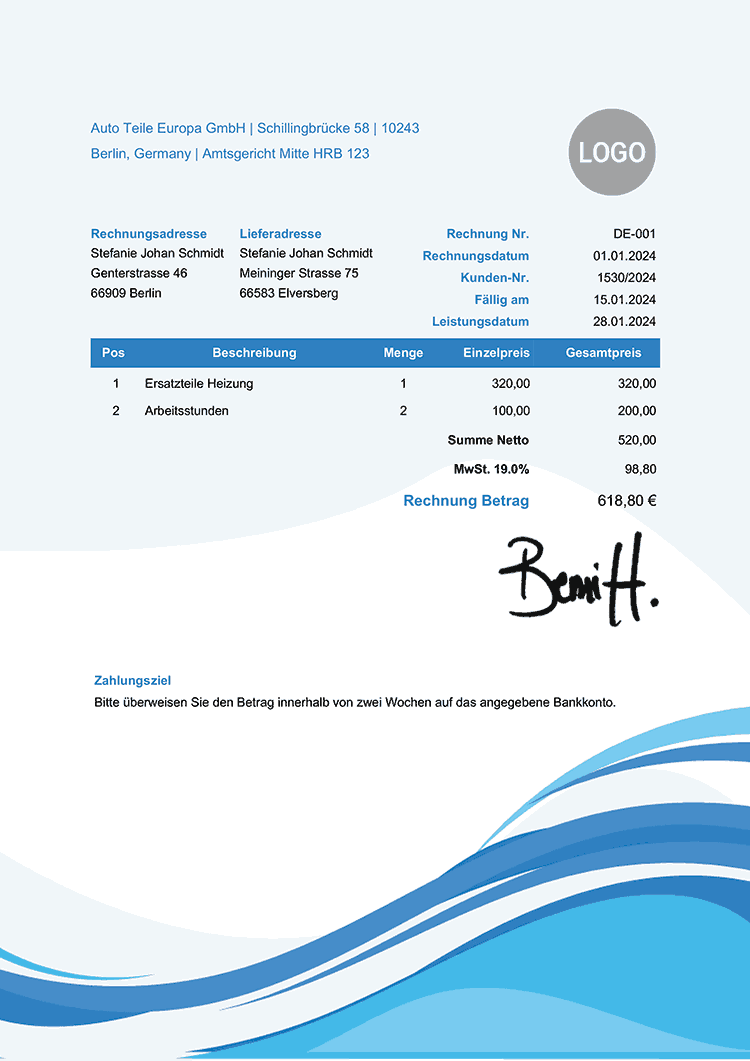 Auto Teile Europa GmbH | Schillingbrücke 58 | 10243
Berlin, Germany | Amtsgericht Mitte HRB 123
LOGO
Rechnungsadresse
Stefanie Johan Schmidt
Genterstrasse 46
66909 Berlin
Lieferadresse
Stefanie Johan Schmidt
Meininger Strasse 75
66583 Elversberg
Rechnung Nr. DE-001
Rechnungsdatum 01.01.2024
Kunden-Nr. 1530/2024
Fällig am 15.01.2024
Leistungsdatum 28.01.2024
Pos Beschreibung Menge Einzelpreis Gesamtpreis
1 Ersatzteile Heizung 1 320,00 320,00
2 Arbeitsstunden 2 100,00 200,00
Summe Netto 520,00
MwSt. 19.0% 98,80
Rechnung Betrag 618,80 €
Zahlungsziel
Bitte überweisen Sie den Betrag innerhalb von zwei Wochen auf das angegebene Bankkonto.